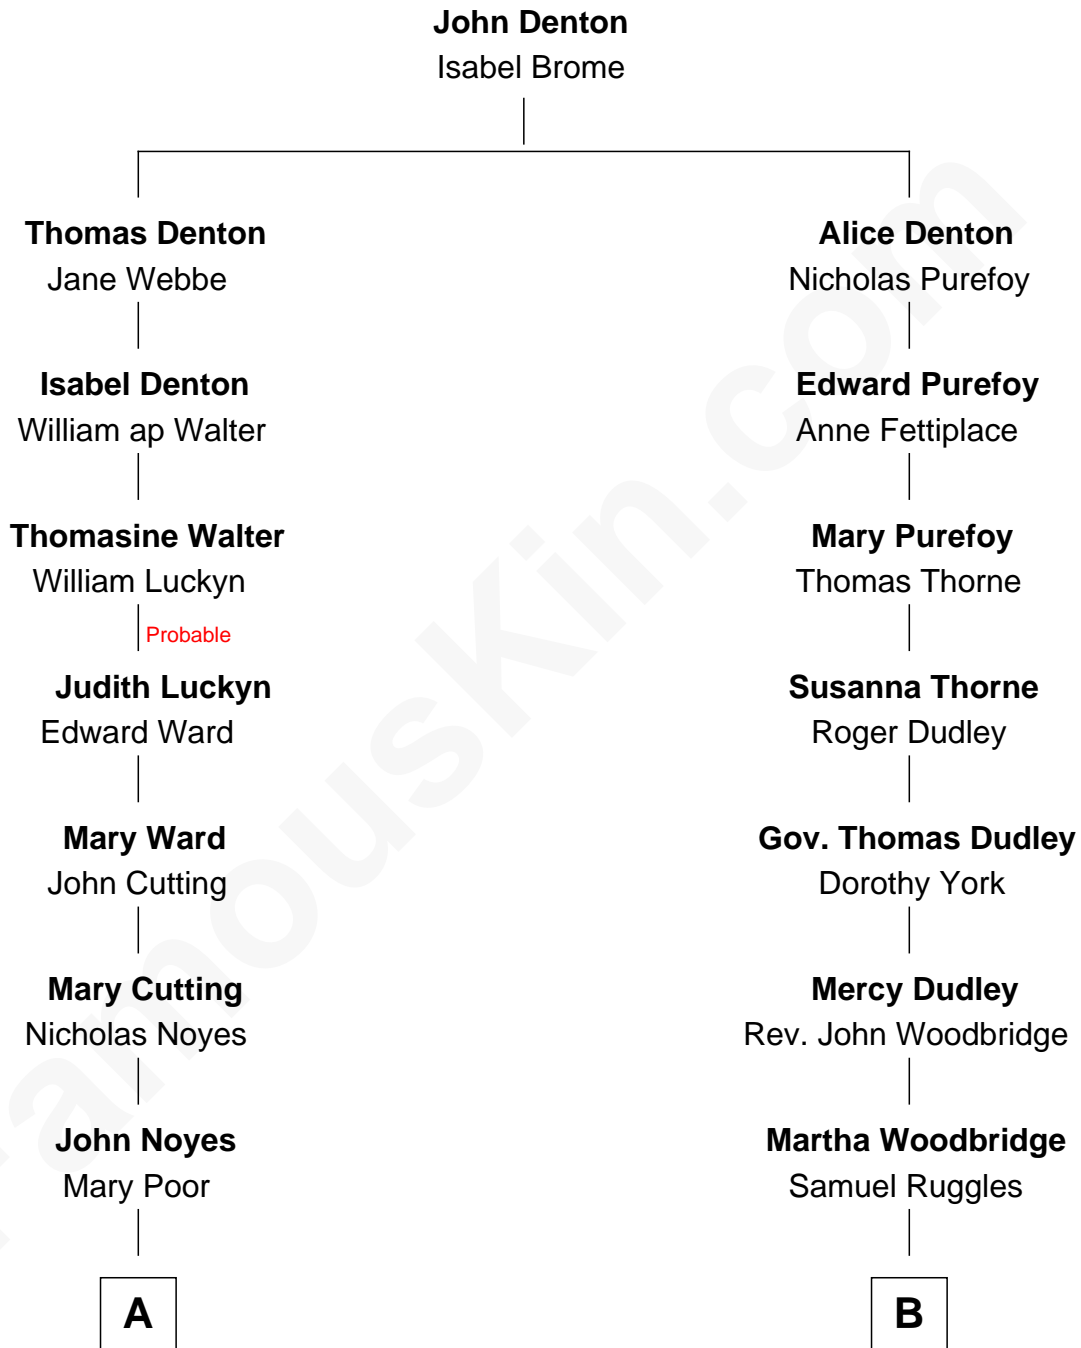 John Denton
Isabel Brome
Thomas Denton
Jane Webbe
Isabel Denton
William ap Walter
Thomasine Walter
William Luckyn
Probable
Judith Luckyn
Edward Ward
Mary Ward
John Cutting
Mary Cutting
Nicholas Noyes
John Noyes
Mary Poor
A
Alice Denton
Nicholas Purefoy
Edward Purefoy
Anne Fettiplace
Mary Purefoy
Thomas Thorne
Susanna Thorne
Roger Dudley
Gov. Thomas Dudley
Dorothy York
Mercy Dudley
Rev. John Woodbridge
Martha Woodbridge
Samuel Ruggles
B
FamousKin.com